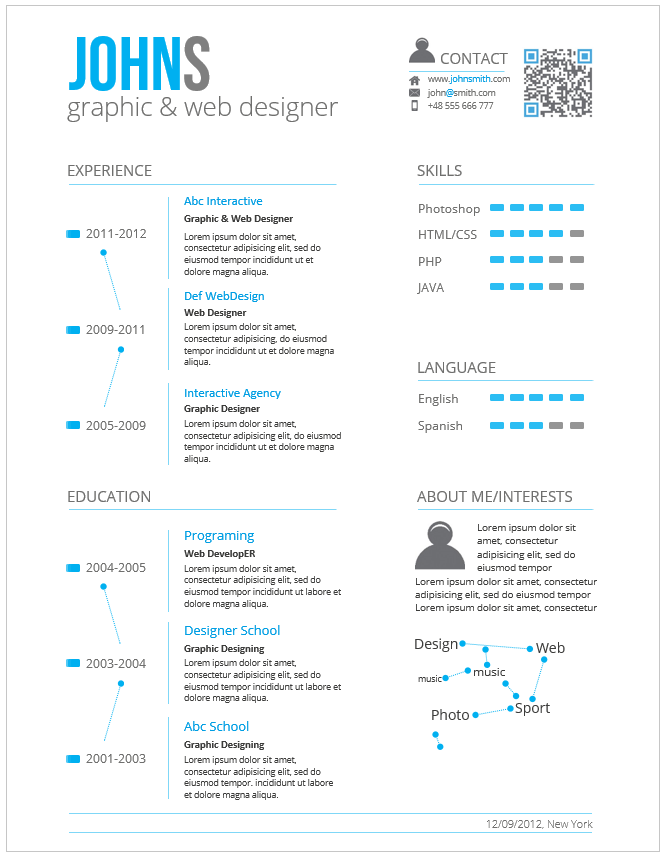 JOHNS
graphic & web designer
CONTACT
www.johnsmith.com
john@smith.com
+48 555 666 777
EXPERIENCE
2011-2012
Abc Interactive
Graphic & Web Designer
Lorem ipsum dolor sit amet,
consectetur adipisicing elit, sed do
eiusmod tempor incididunt ut et
dolore magna aliqua.
2009-2011
Def WebDesign
Web Designer
Lorem ipsum dolor sit amet,
consectetur adipisicing, do eiusmod
tempor incididunt ut et dolore magna
aliqua.
2005-2009
Interactive Agency
Graphic Designer
Lorem ipsum dolor sit amet,
consectetur adipisicing elit, do eiusmod
tempor incididunt ut labore et magna
aliqua.
EDUCATION
2004-2005
Programing
Web DevelopER
Lorem ipsum dolor sit amet,
consectetur adipisicing elit, sed do
eiusmod tempor incididunt ut labore et
dolore magna aliqua.
2003-2004
Designer School
Graphic Designing
Lorem ipsum dolor sit amet,
consectetur adipisicing elit, sed do
eiusmod tempor incididunt ut labore et
dolore magna aliqua.
2001-2003
Abc School
Graphic Designing
Lorem ipsum dolor sit amet,
consectetur adipisicing elit, sed do
eiusmod tempor. incididunt ut labore
et dolore magna aliqua.
SKILLS
Photoshop
HTML/CSS
PHP
JAVA
LANGUAGE
English
Spanish
ABOUT ME/INTERESTS
Lorem ipsum dolor sit
amet, consectetur
adipisicing elit, sed do
eiusmod tempor
Lorem ipsum dolor sit amet, consectetur
adipisicing elit, sed do eiusmod tempor
Lorem ipsum dolor sit amet, consectetur
Design
Web
music
music
Photo
Sport
12/09/2012, New York